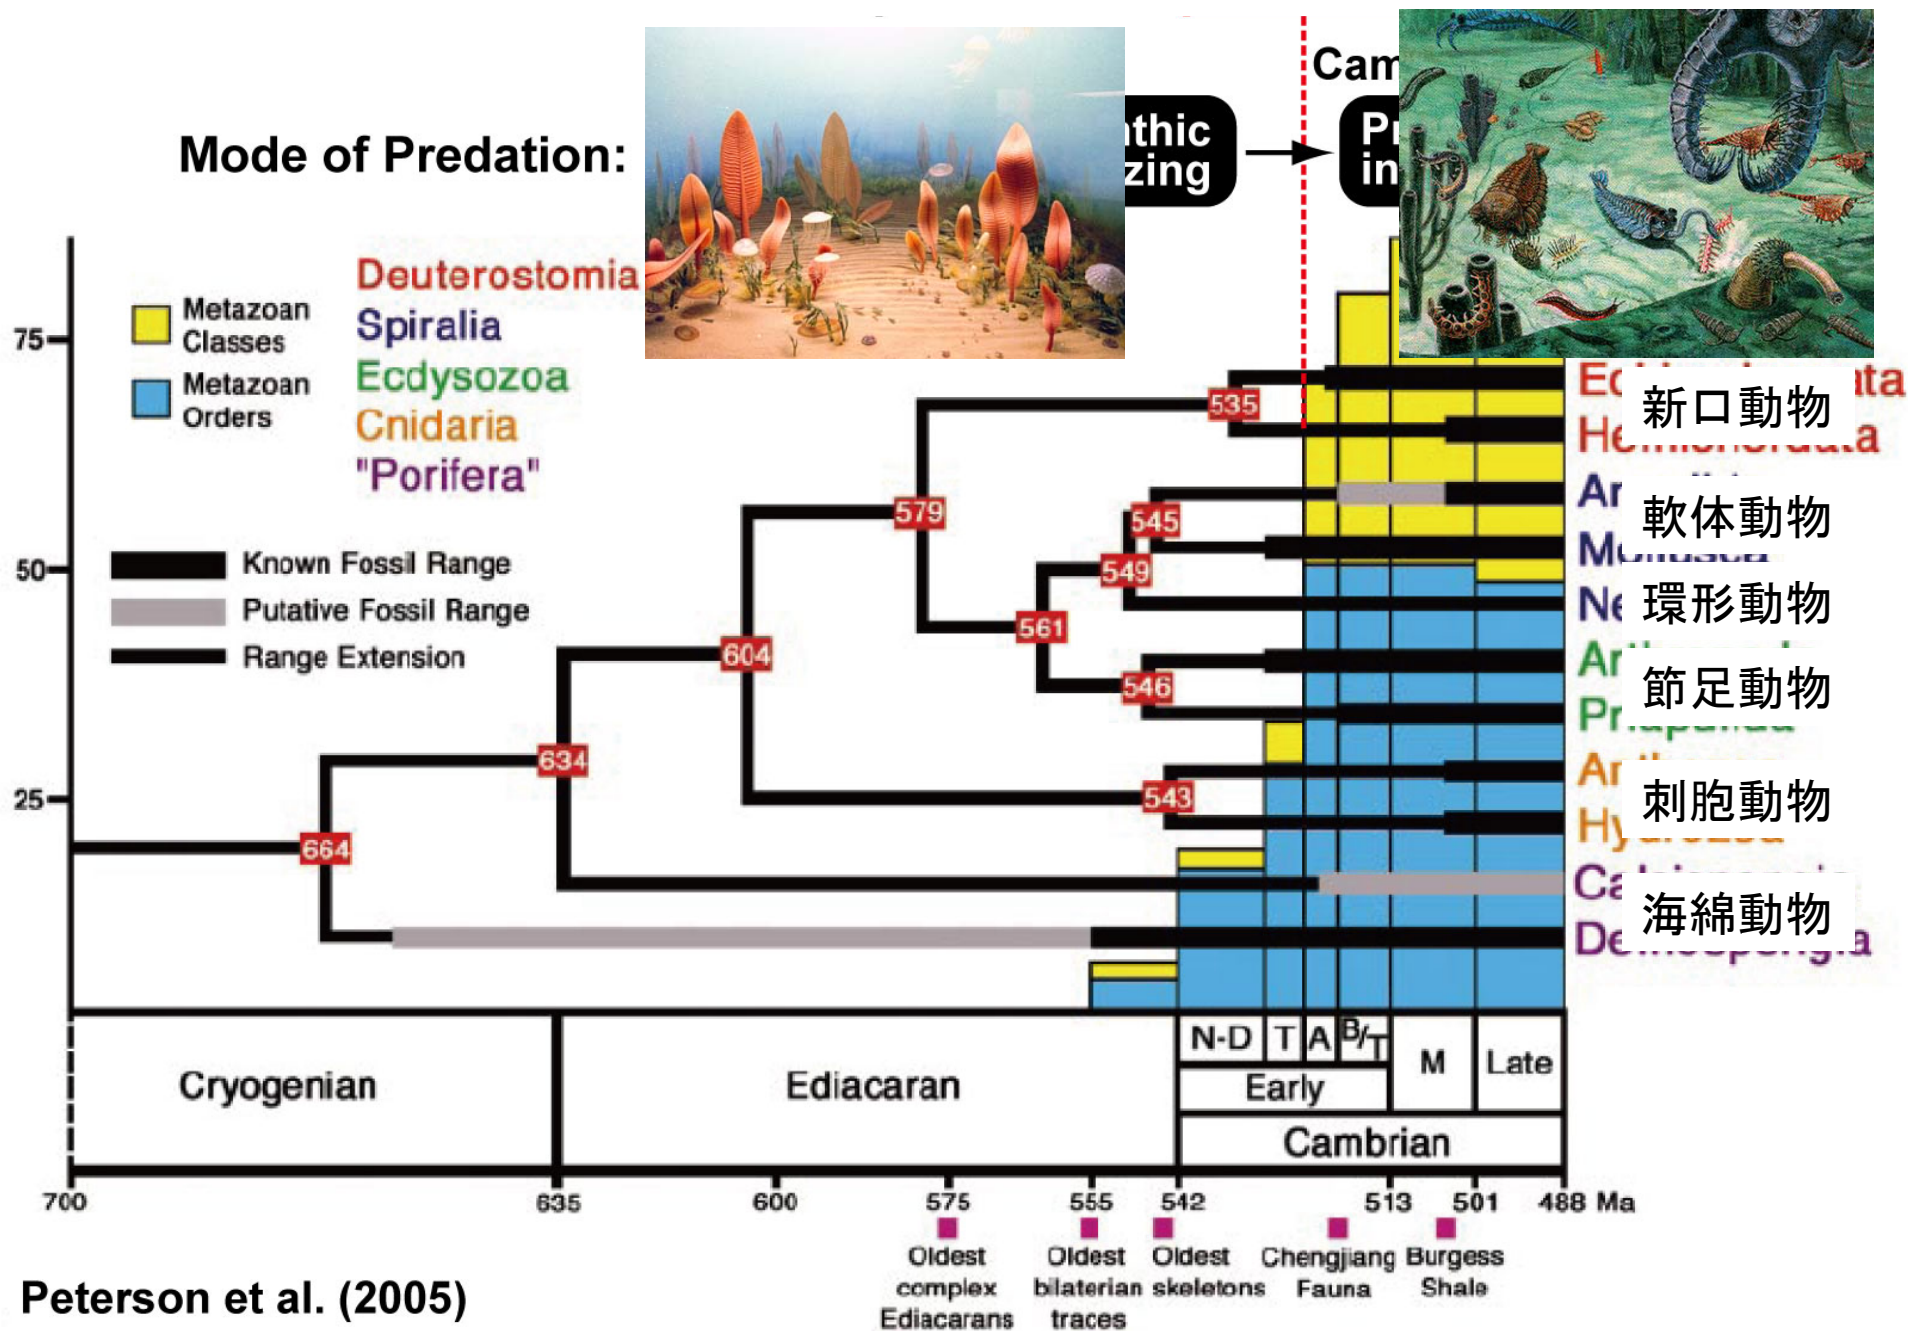 Cam
Mode of Predation:
thic
zing
Metazoan
Classes
Metazoan
Orders
Deuterostomia
Spiralia
Ecdysozoa
Cnidaria
"Porifera"
75
50
25
Known Fossil Range
Putative Fossil Range
Range Extension
535
579
545
549
561
604
546
634
543
664
新口動物
軟体動物
環形動物
節足動物
刺胞動物
海綿動物
Cryogenian
Ediacaran
N-D
T
A
B/T
M
Late
Early
Cambrian
700
635
600
575
555
542
513
501
488 Ma
Oldest
complex
Ediacarans
Oldest
bilaterian
traces
Oldest
skeletons
Chengjiang
Fauna
Burgess
Shale
Peterson et al. (2005)